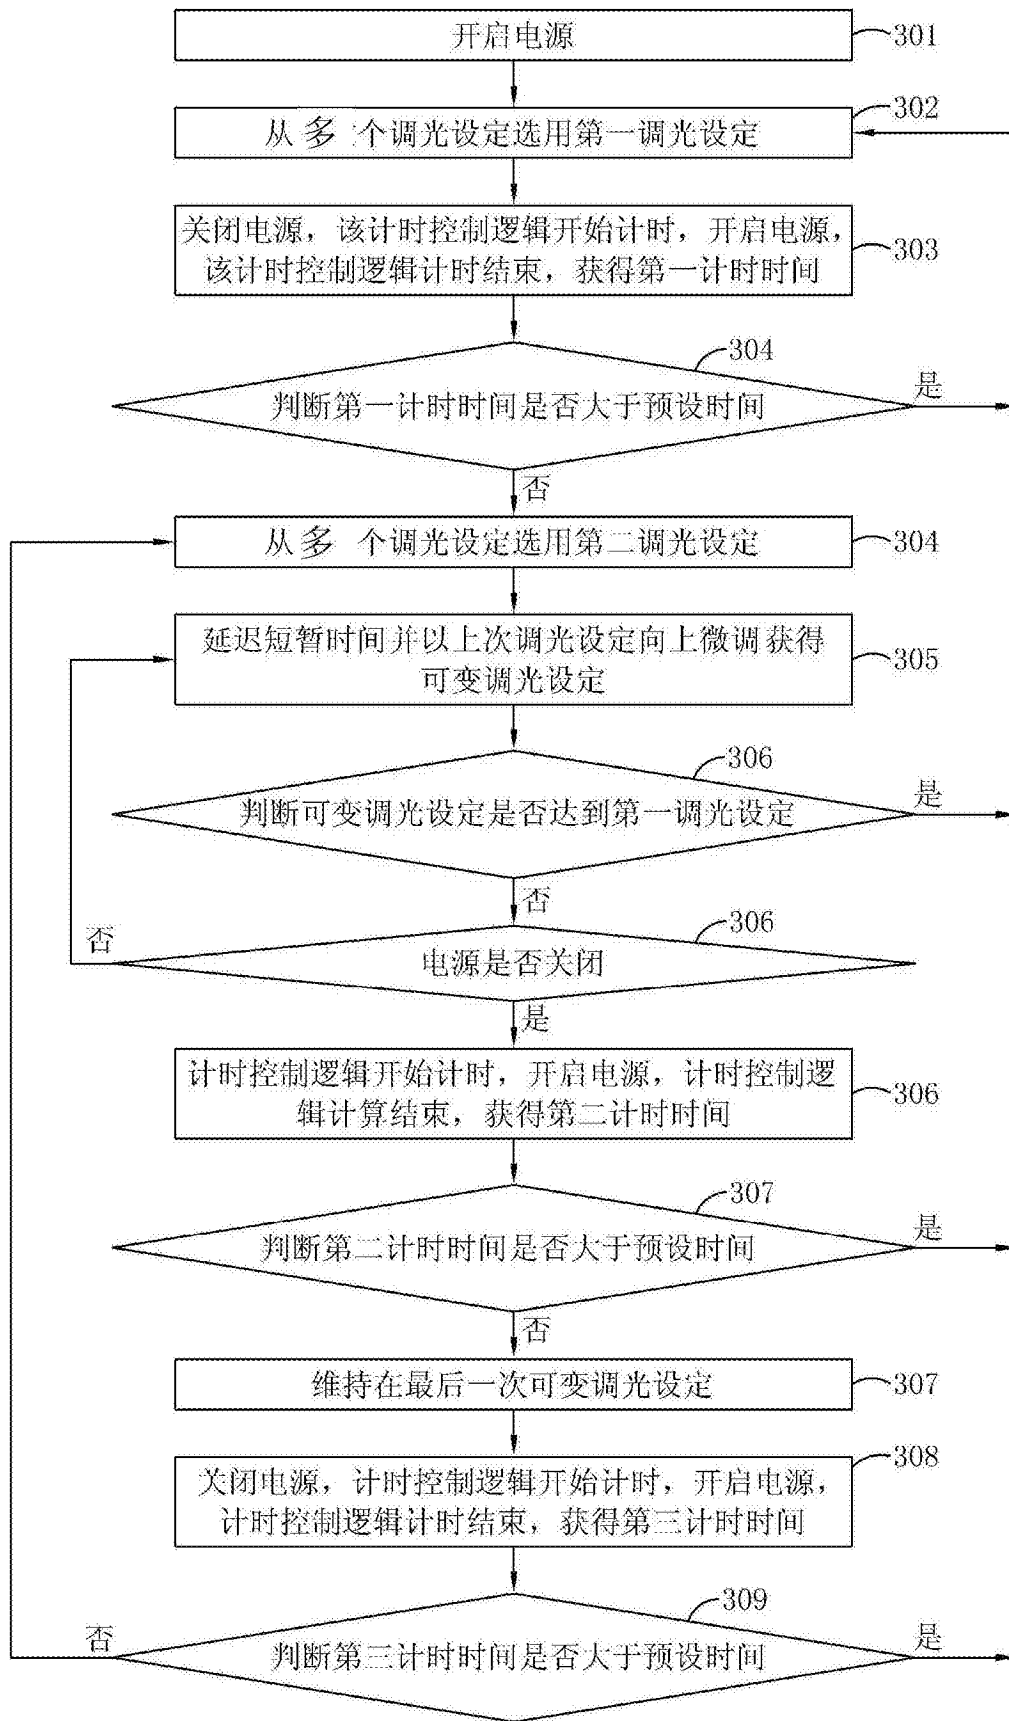 开启电源
301
302
从多个调光设定选用第一调光设定
关闭电源，该计时控制逻辑开始计时，开启电源，
该计时控制逻辑计时结束，获得第一计时时间
303
304
判断第一计时时间是否大于预设时间
是
否
从多个调光设定选用第二调光设定
304
延迟短暂时间并以上次调光设定向上微调获得
可变调光设定
305
306
判断可变调光设定是否达到第一调光设定
是
否
306
否
电源是否关闭
是
计时控制逻辑开始计时，开启电源，计时控制逻
辑计算结束，获得第二计时时间
306
307
判断第二计时时间是否大于预设时间
是
否
维持在最后一次可变调光设定
307
308
关闭电源，计时控制逻辑开始计时，开启电源，
计时控制逻辑计时结束，获得第三计时时间
309
否
判断第三计时时间是否大于预设时间
是